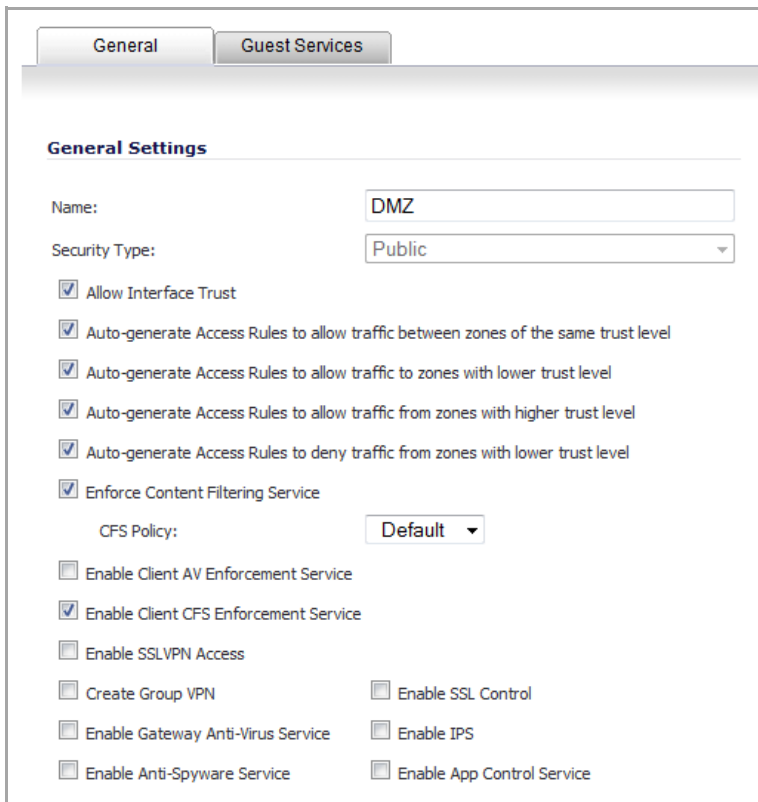 General
Guest Services
General Settings
Name:
DMZ
Security Type:
Public
Allow Interface Trust
Auto-generate Access Rules to allow traffic between zones of the same trust level
Auto-generate Access Rules to allow traffic to zones with lower trust level
Auto-generate Access Rules to allow traffic from zones with higher trust level
Auto-generate Access Rules to deny traffic from zones with lower trust level
Enforce Content Filtering Service
CFS Policy:
Default
Enable Client AV Enforcement Service
Enable Client CFS Enforcement Service
Enable SSLVPN Access
Create Group VPN
Enable SSL Control
Enable Gateway Anti-Virus Service
Enable IPS
Enable Anti-Spyware Service
Enable App Control Service